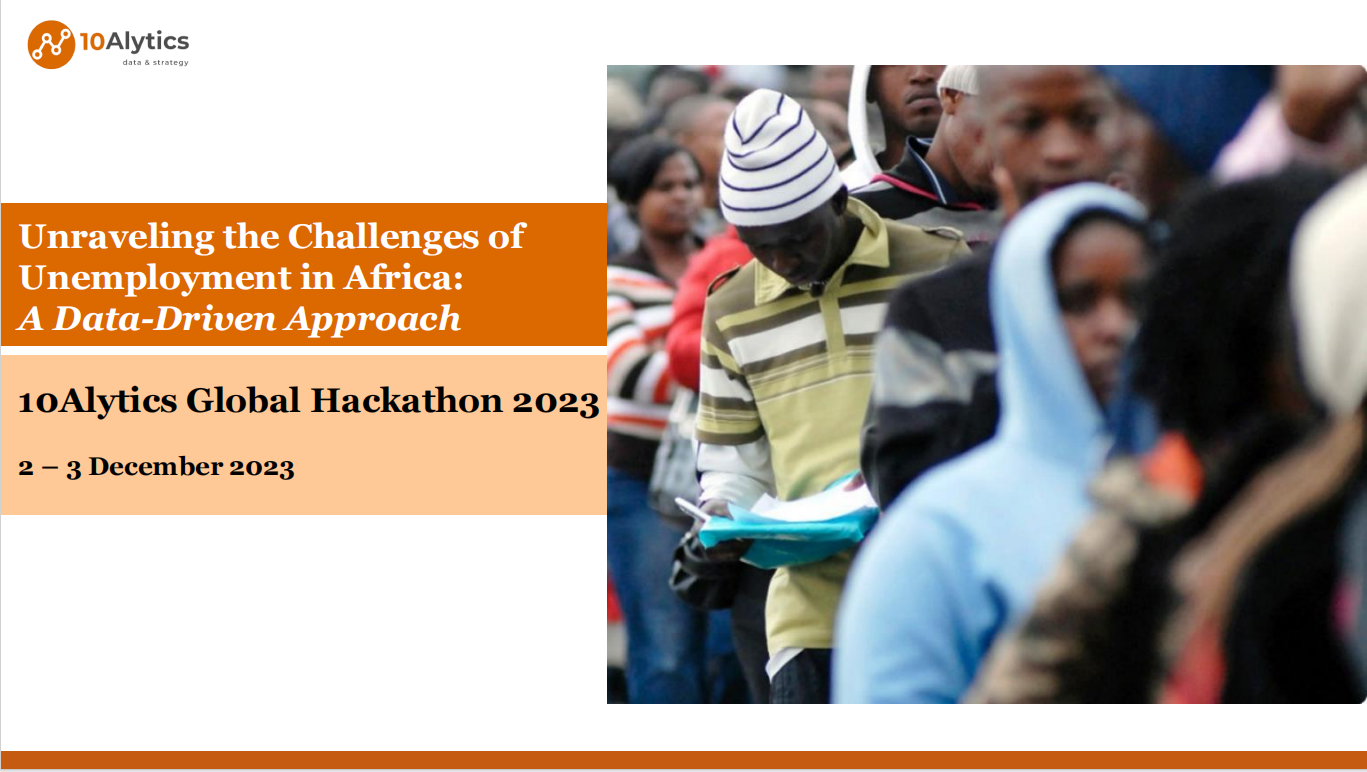 10Alytics
data & strategy
Unraveling the Challenges of
Unemployment in Africa:
A Data-Driven Approach
10Alytics Global Hackathon 2023
2 – 3 December 2023